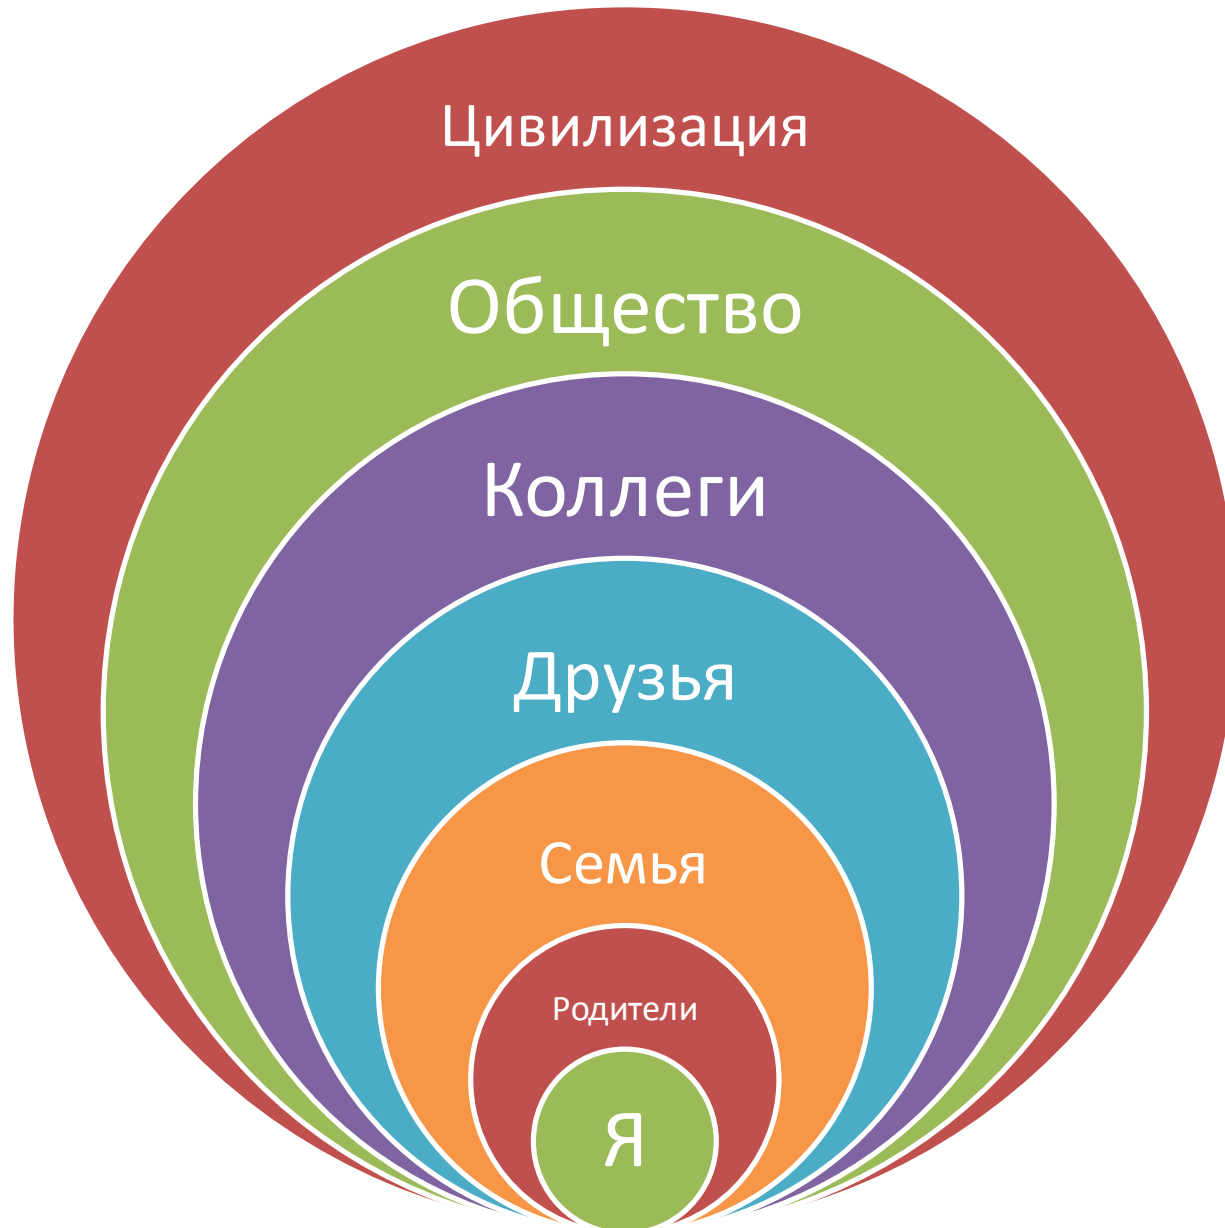 Цивилизация
Общество
Коллеги
Друзья
Семья
Родители
Я